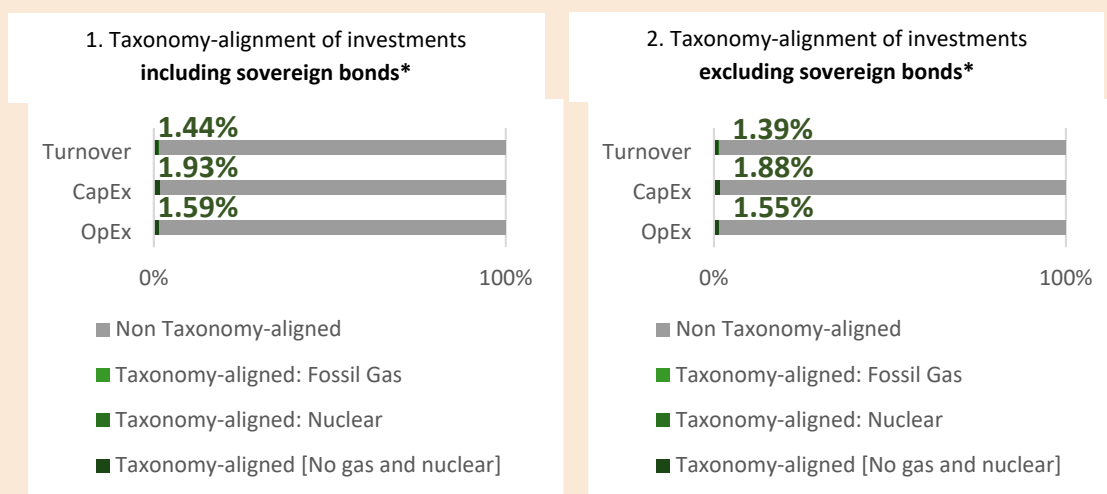 1. Taxonomy-alignment of investments
including sovereign bonds*
1.44%
Turnover
1.93%
CapEx
1.59%
OpEx
0%
100%
Non Taxonomy-aligned
Taxonomy-aligned: Fossil Gas
Taxonomy-aligned: Nuclear
Taxonomy-aligned [No gas and nuclear]
2. Taxonomy-alignment of investments
excluding sovereign bonds*
1.39%
Turnover
1.88%
CapEx
1.55%
OpEx
0%
100%
Non Taxonomy-aligned
Taxonomy-aligned: Fossil Gas
Taxonomy-aligned: Nuclear
Taxonomy-aligned [No gas and nuclear]